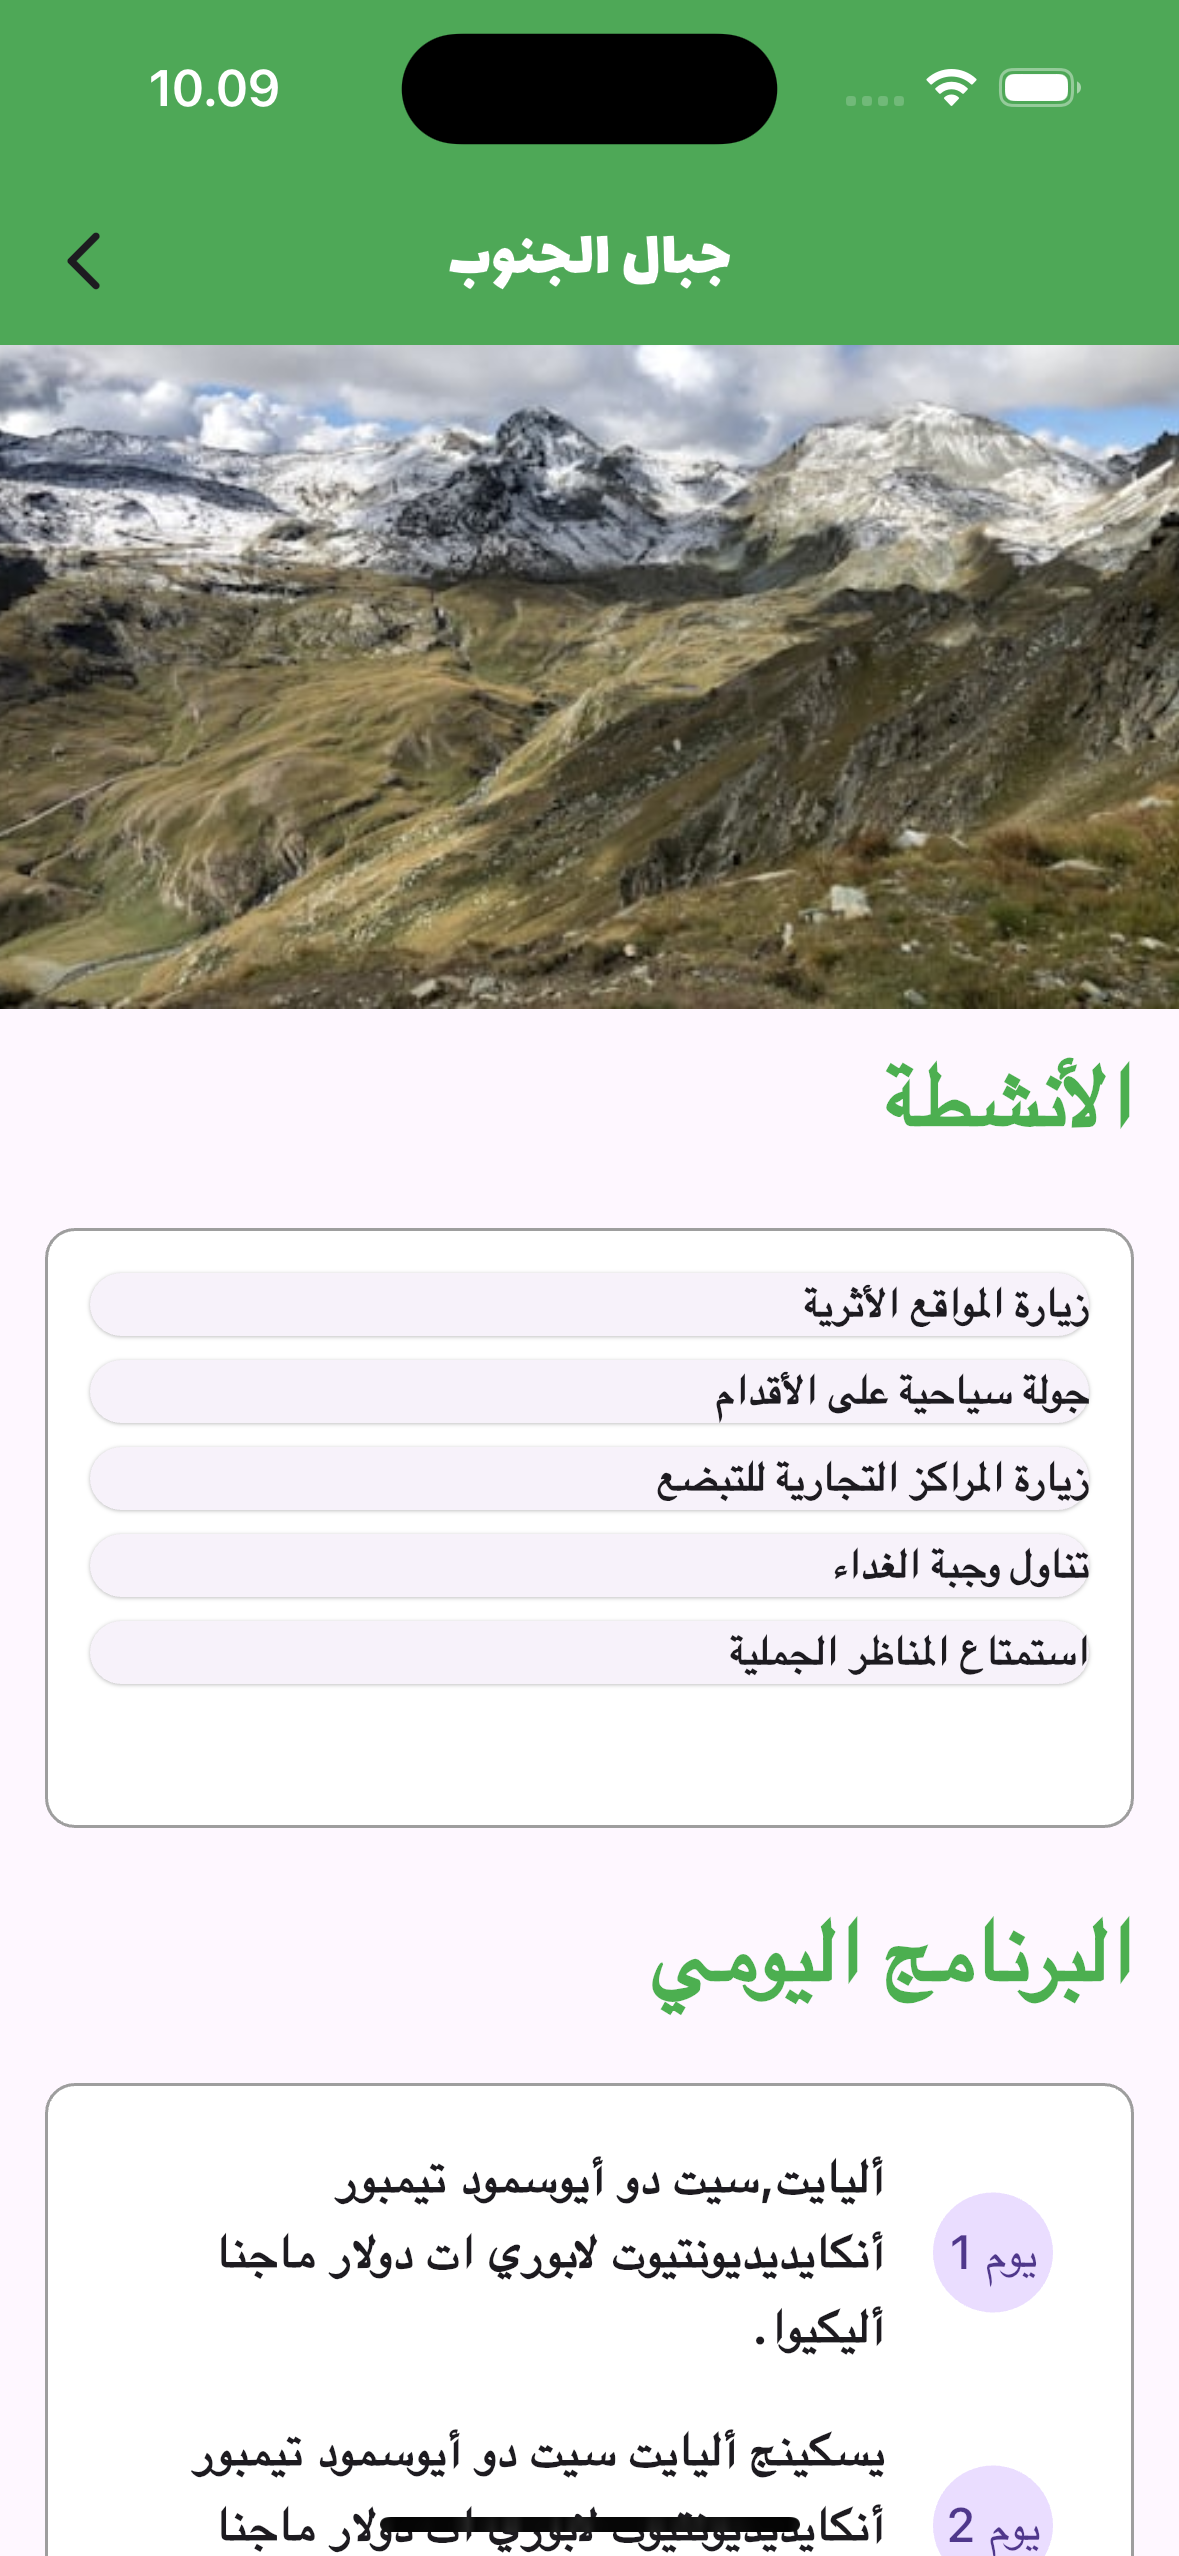 10.09
جبال الجنوب
الأنشطة
زيارة المواقع الأثرية
جولة سياحية على الأقدام
زيارة المراكز التجارية للتبضع
تناول وجبة الغداء
استمتاع المناظر الجملية
البرنامج اليومي
يوم 1
أليايت,سيت دو أيوسمود تيمبور
أنكايديديونتيوت لابوري ات دولار ماجنا
أليكيوا .
يوم 2
يسكينج أليايت سيت دو أيوسمود تيمبور
أنكايديديونتيوت لابوري ات دولار ماجنا